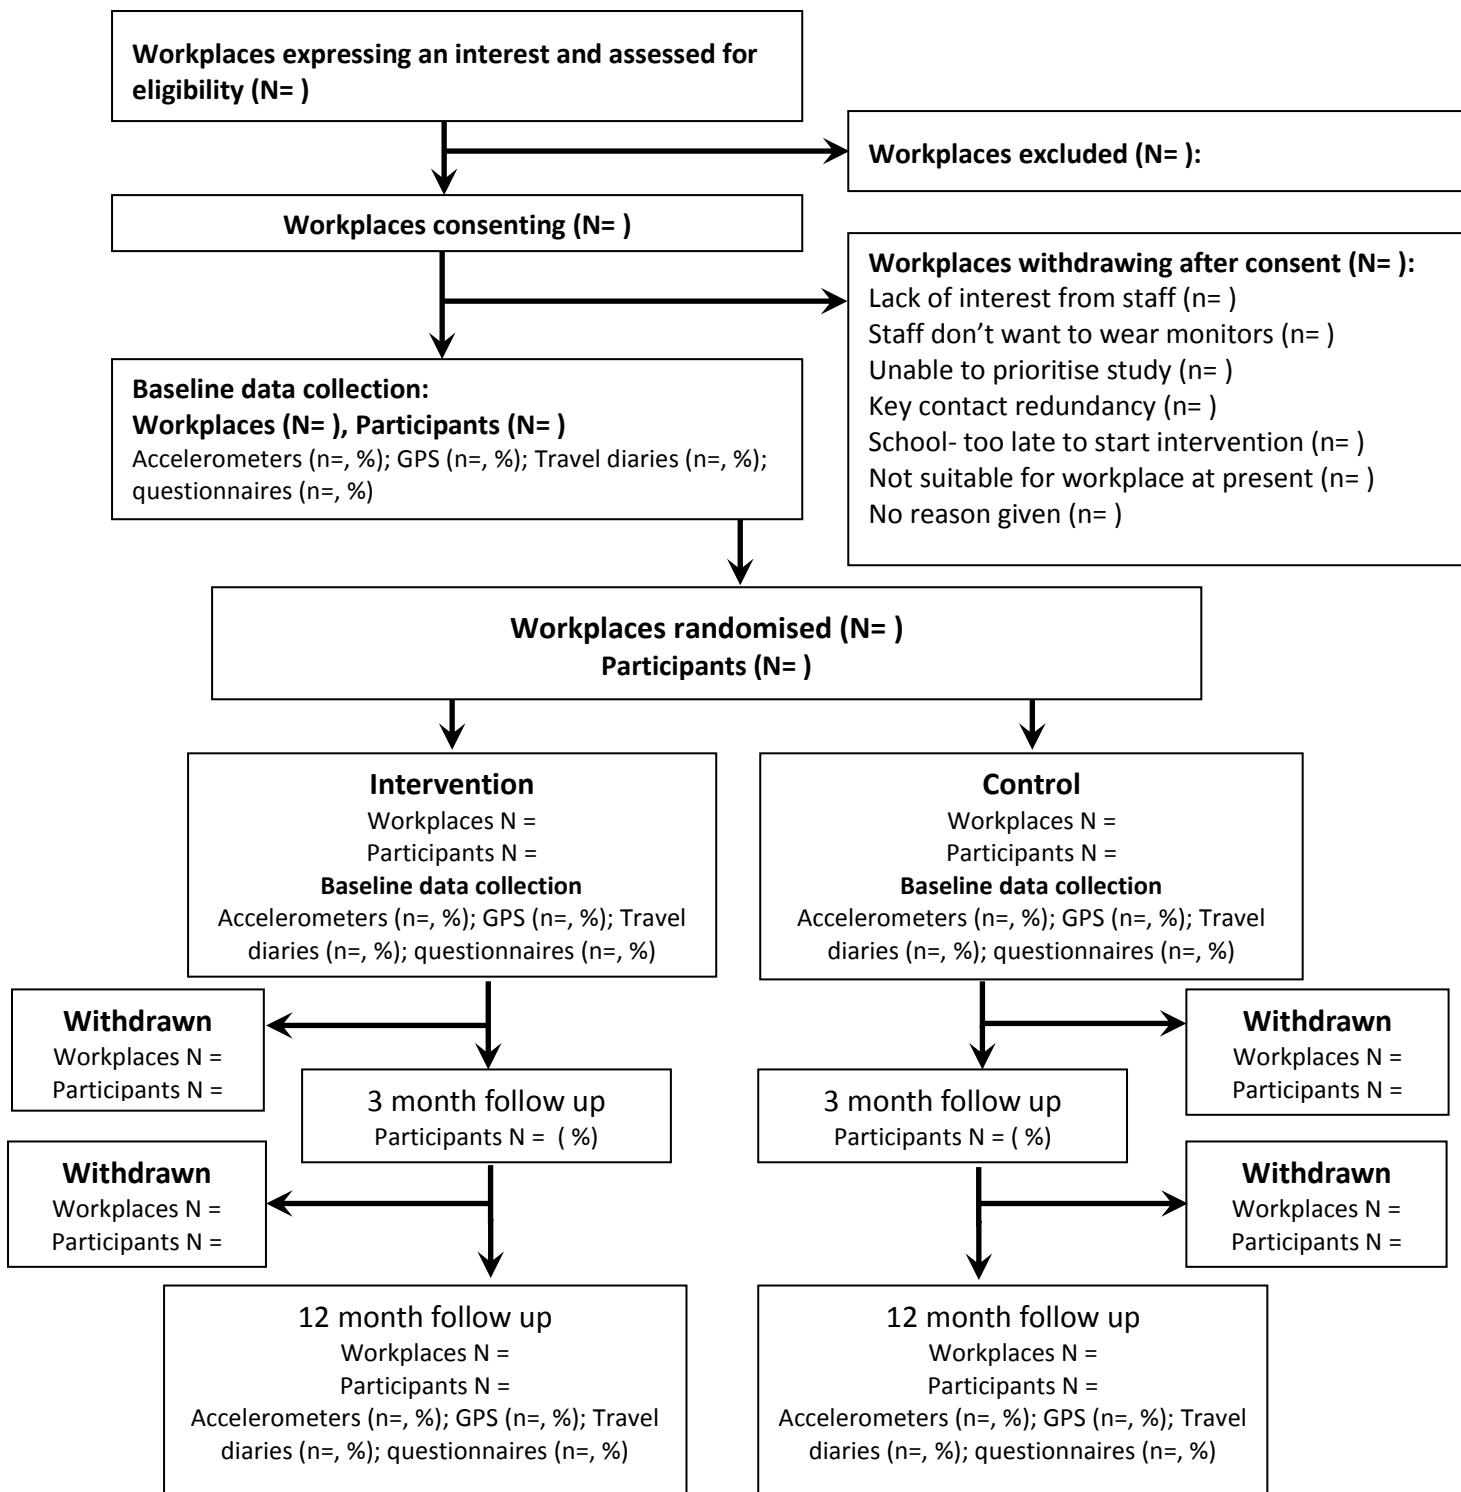 Workplaces expressing an interest and assessed for
eligibility (N= )
Workplaces excluded (N= ):
Workplaces consenting (N= )
Workplaces withdrawing after consent (N= ):
Lack of interest from staff (n= )
Staff don’t want to wear monitors (n= )
Unable to prioritise study (n= )
Key contact redundancy (n= )
School- too late to start intervention (n= )
Not suitable for workplace at present (n= )
No reason given (n= )
Baseline data collection:
Workplaces (N= ), Participants (N= )
Accelerometers (n=, %); GPS (n=, %); Travel diaries (n=, %);
questionnaires (n=, %)
Workplaces randomised (N= )
Participants (N= )
Intervention
Workplaces N =
Participants N =
Baseline data collection
Accelerometers (n=, %); GPS (n=, %); Travel
diaries (n=, %); questionnaires (n=, %)
Control
Workplaces N =
Participants N =
Baseline data collection
Accelerometers (n=, %); GPS (n=, %); Travel
diaries (n=, %); questionnaires (n=, %)
Withdrawn
Workplaces N =
Participants N =
Withdrawn
Workplaces N =
Participants N =
3 month follow up
Participants N =  ( %)
3 month follow up
Participants N = ( %)
Withdrawn
Workplaces N =
Participants N =
Withdrawn
Workplaces N =
Participants N =
12 month follow up
Workplaces N =
Participants N =
Accelerometers (n=, %); GPS (n=, %); Travel
diaries (n=, %); questionnaires (n=, %)
12 month follow up
Workplaces N =
Participants N =
Accelerometers (n=, %); GPS (n=, %); Travel
diaries (n=, %); questionnaires (n=, %)